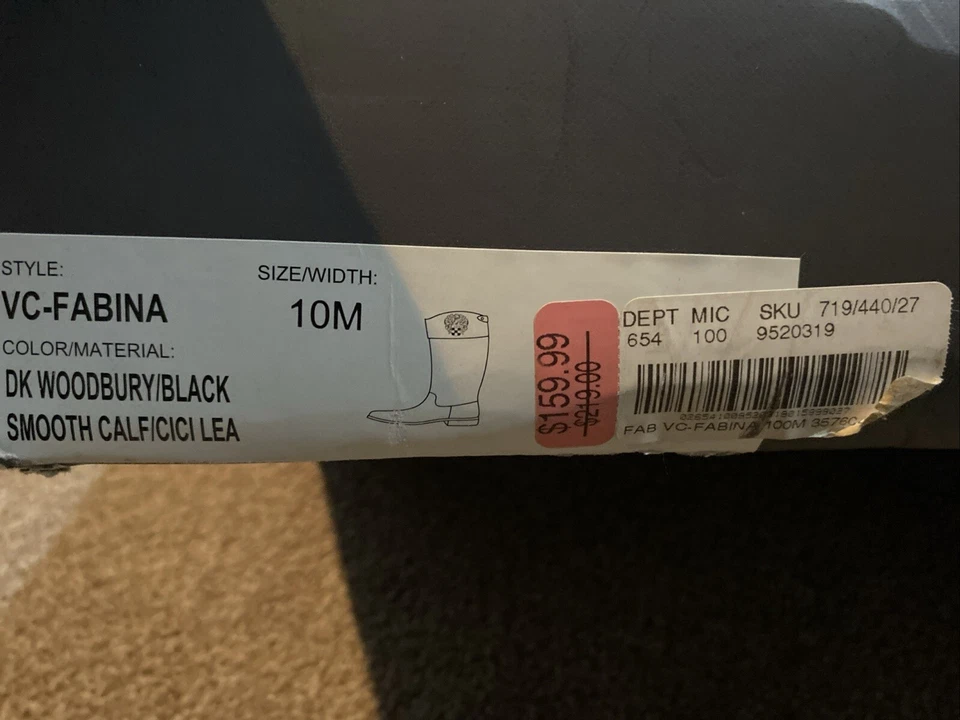 STYLE:
VC-FABINA
COLOR/MATERIAL:
DK WOODBURY/BLACK
SMOOTH CALF/CICI LEA
SIZE/WIDTH:
10M
$159.99
$219.00
DEPT MIC SKU 719/440/27
654 100 9520319
FAB VC-FABINA 100M 35760